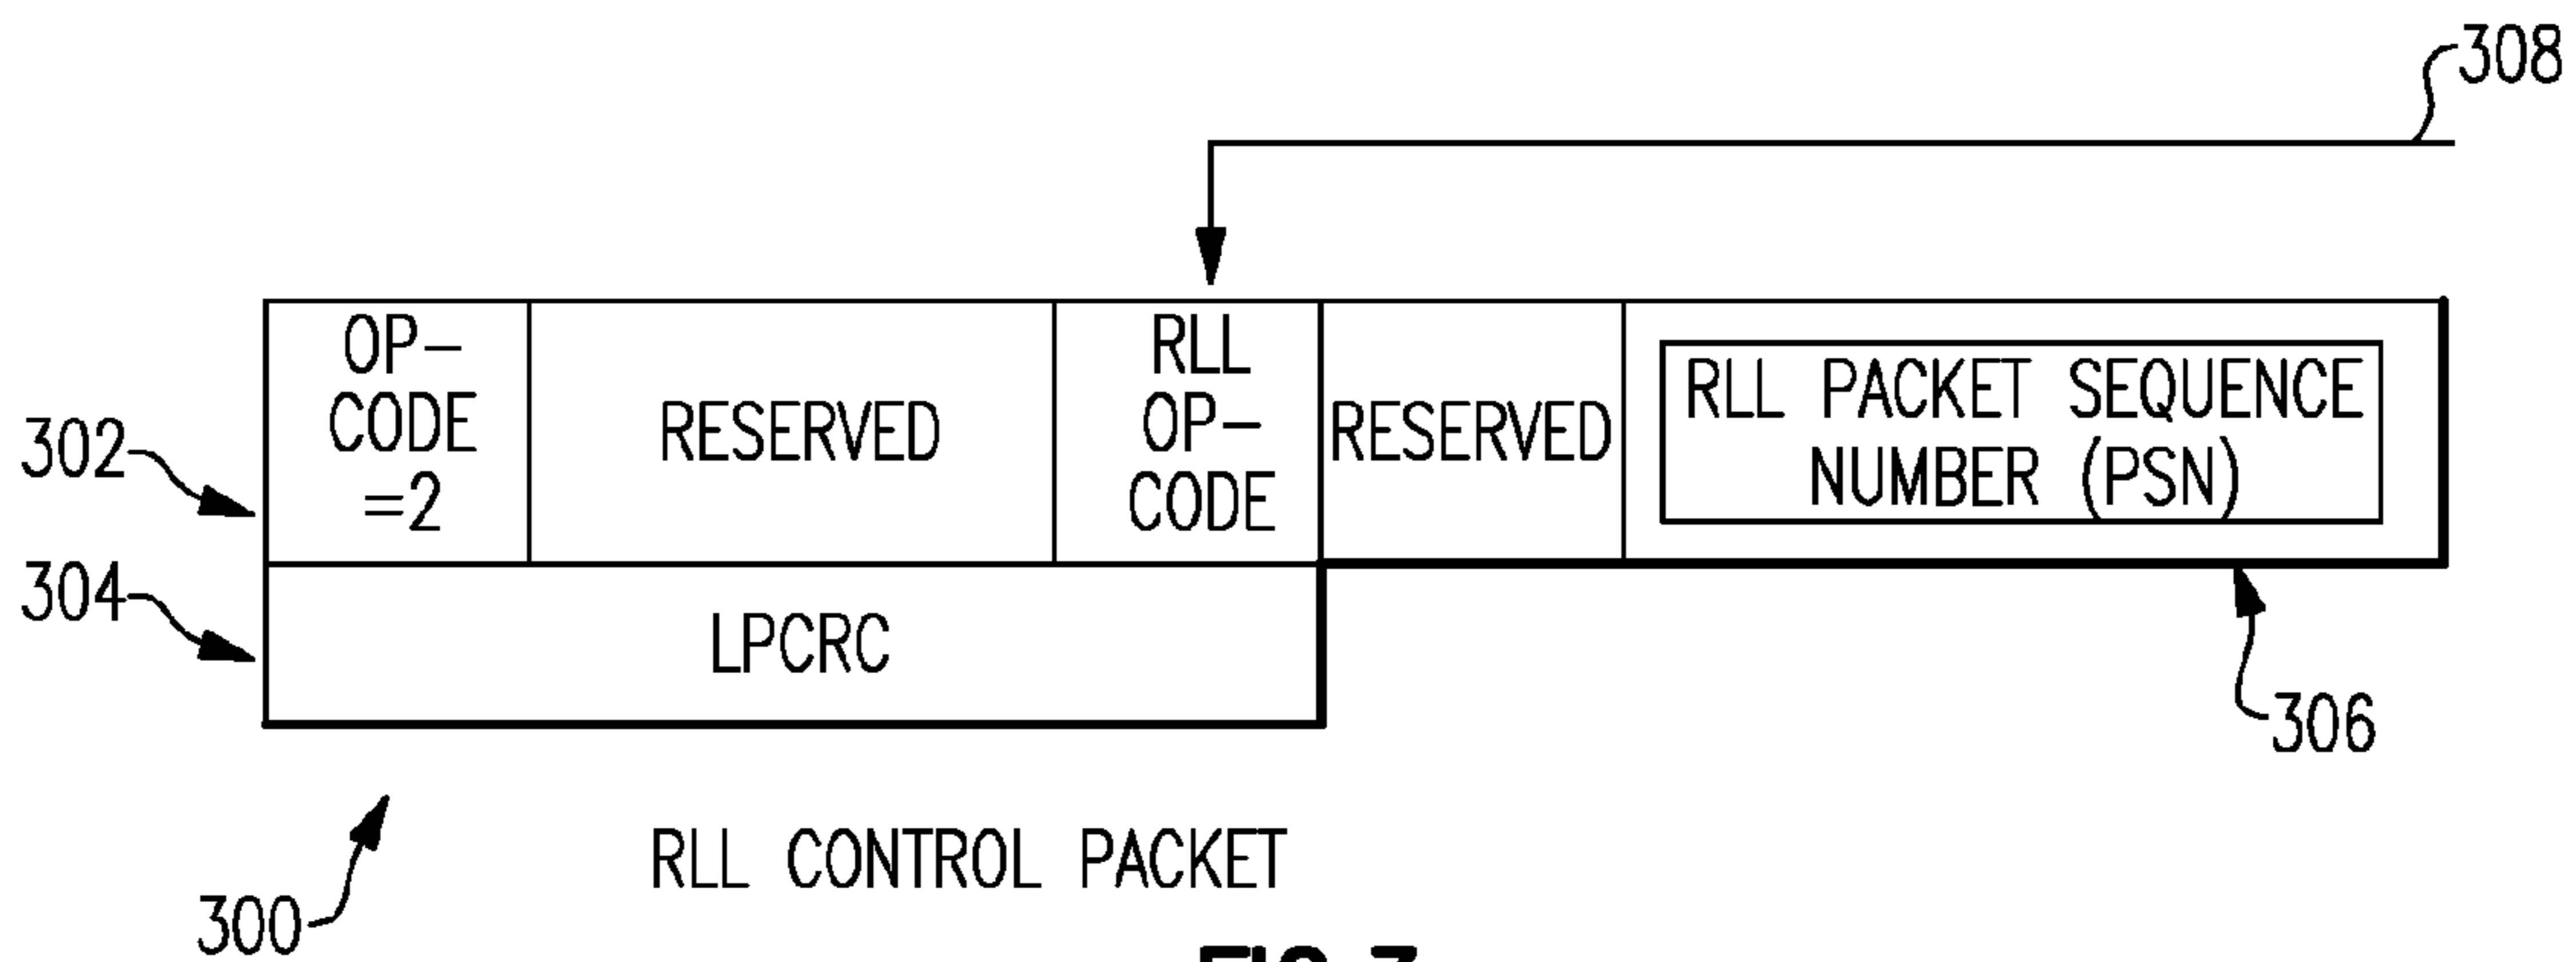 308
OP-
CODE
=2
RESERVED
RLL
OP-
CODE
RESERVED
RLL PACKET SEQUENCE
NUMBER (PSN)
302
304
LPCRC
306
RLL CONTROL PACKET
300